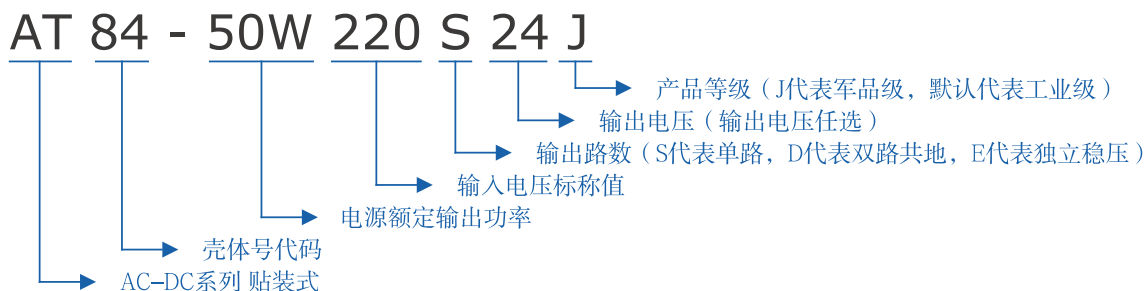 AT 84 - 50W 220 S 24 J
产品等级（J代表军品级，默认代表工业级）
输出电压（输出电压任选）
输出路数（S代表单路，D代表双路共地，E代表独立稳压）
输入电压标称值
电源额定输出功率
壳体号代码
AC-DC系列 贴装式